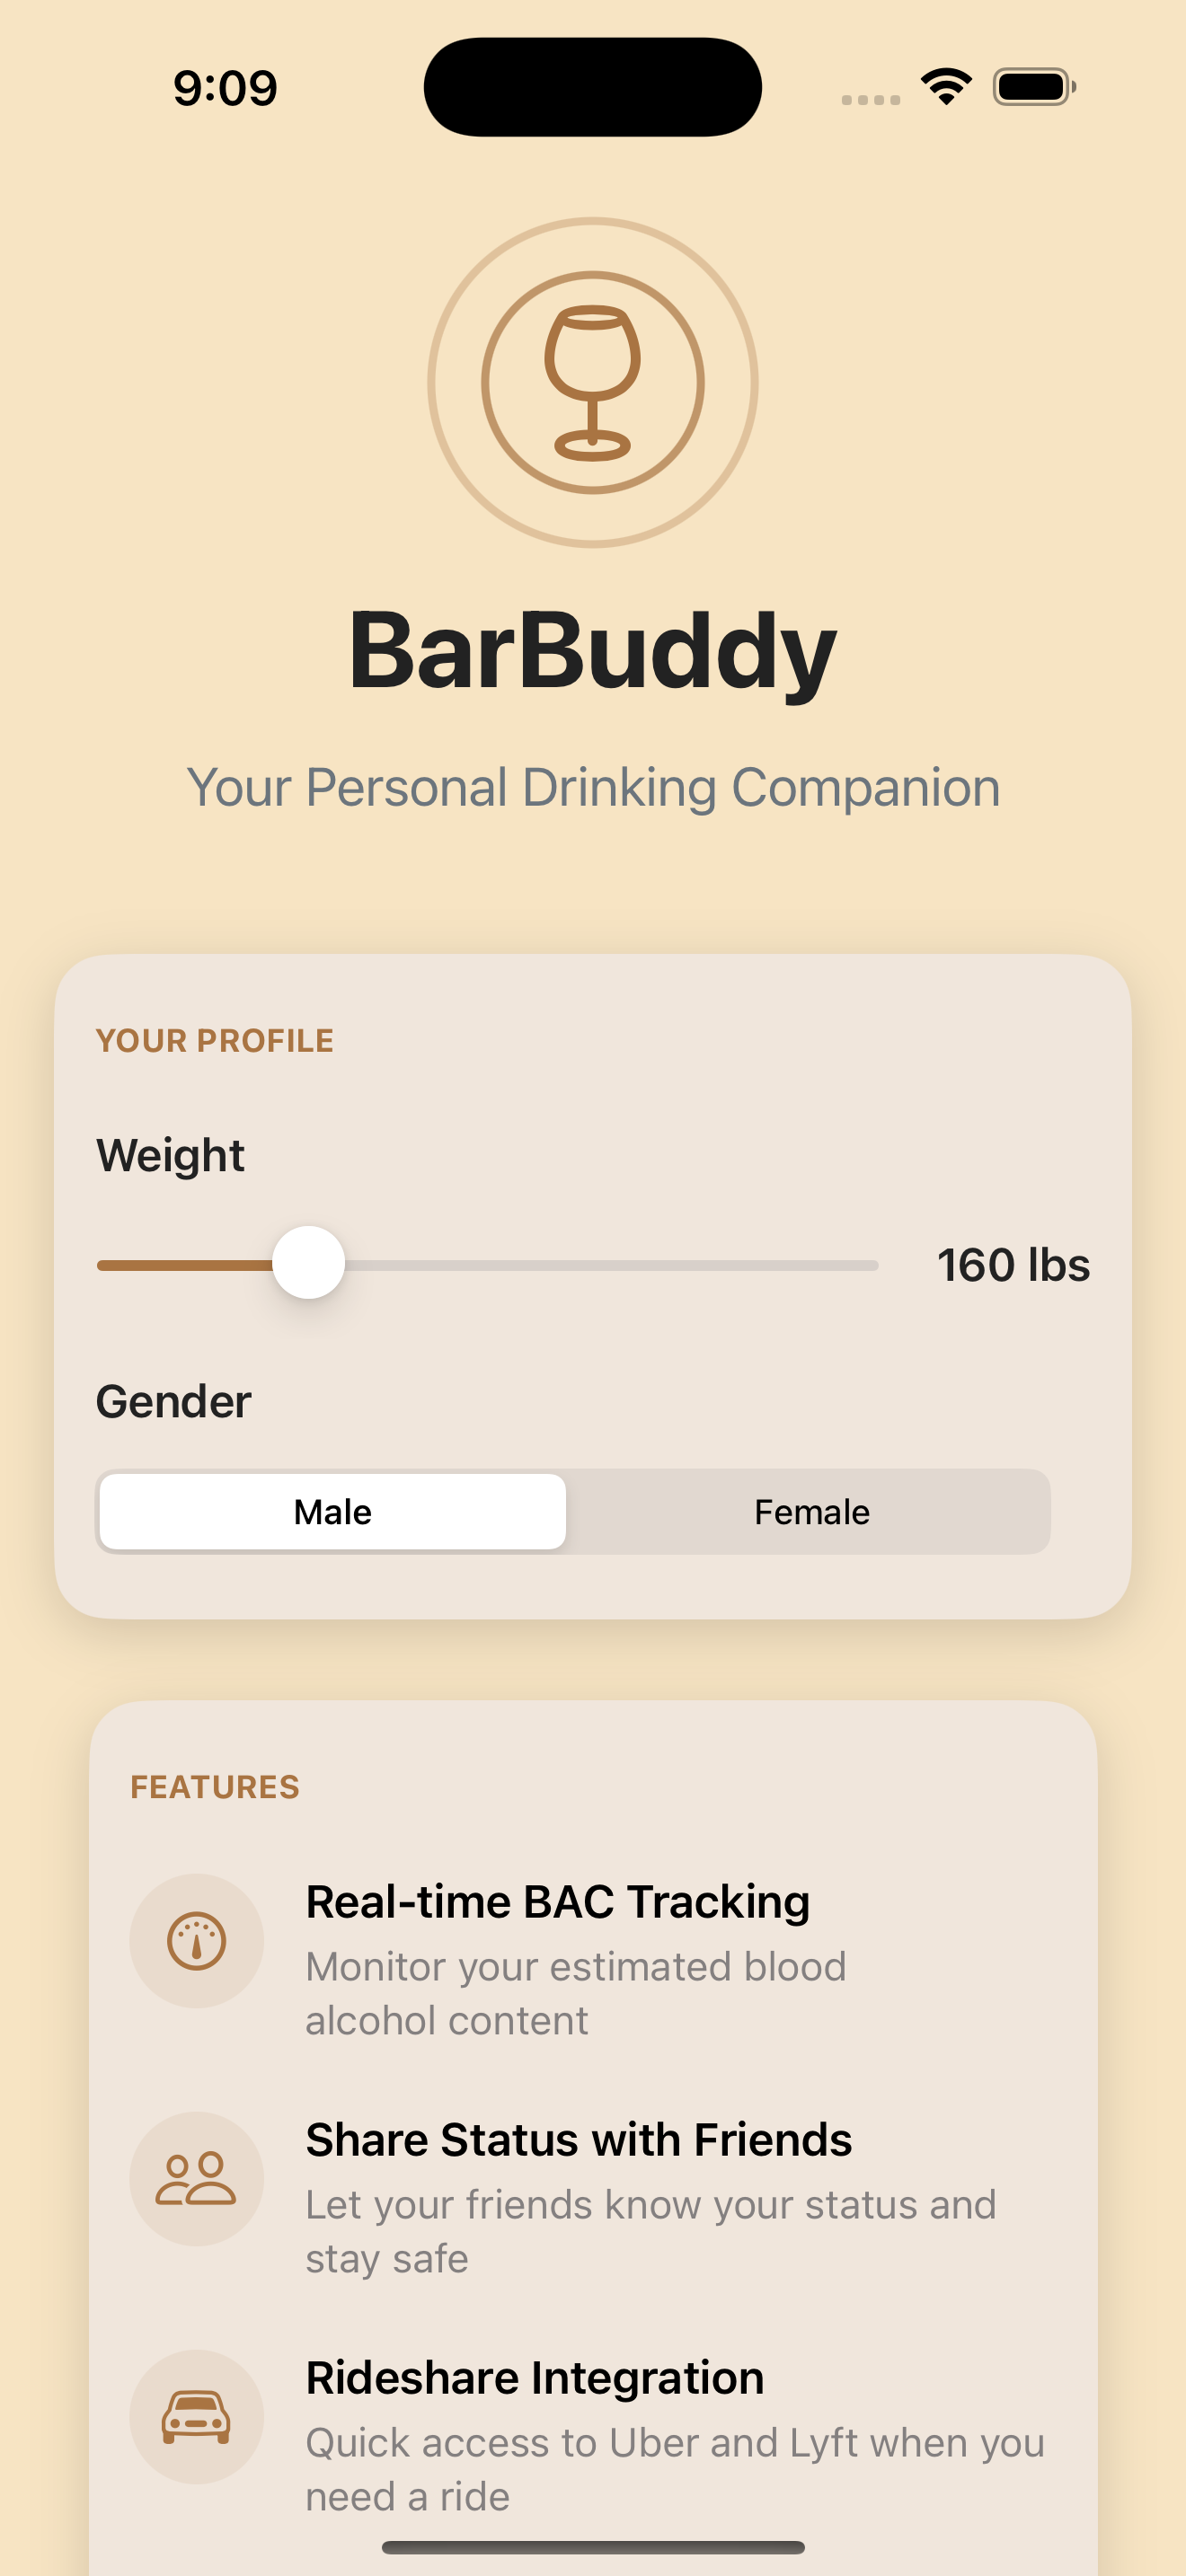 9:09
BarBuddy
Your Personal Drinking Companion
YOUR PROFILE
Weight
160 lbs
Gender
Male
Female
FEATURES
Real-time BAC Tracking
Monitor your estimated blood
alcohol content
Share Status with Friends
Let your friends know your status and
stay safe
Rideshare Integration
Quick access to Uber and Lyft when you
need a ride